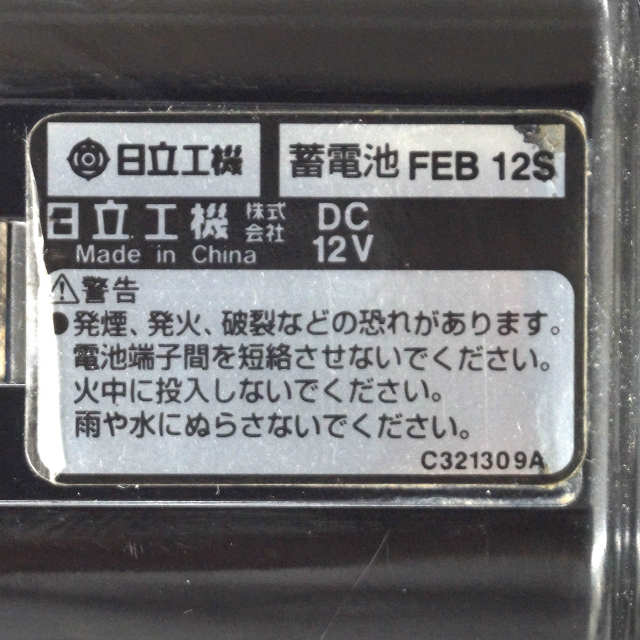 日立工機 蓄電池 FEB 12S
日立工機 株式会社 DC 12V
Made in China
⚠警告
●発煙、発火、破裂などの恐れがあります。
電池端子間を短絡させないでください。
火中に投入しないでください。
雨や水にぬらさないでください。
C321309A